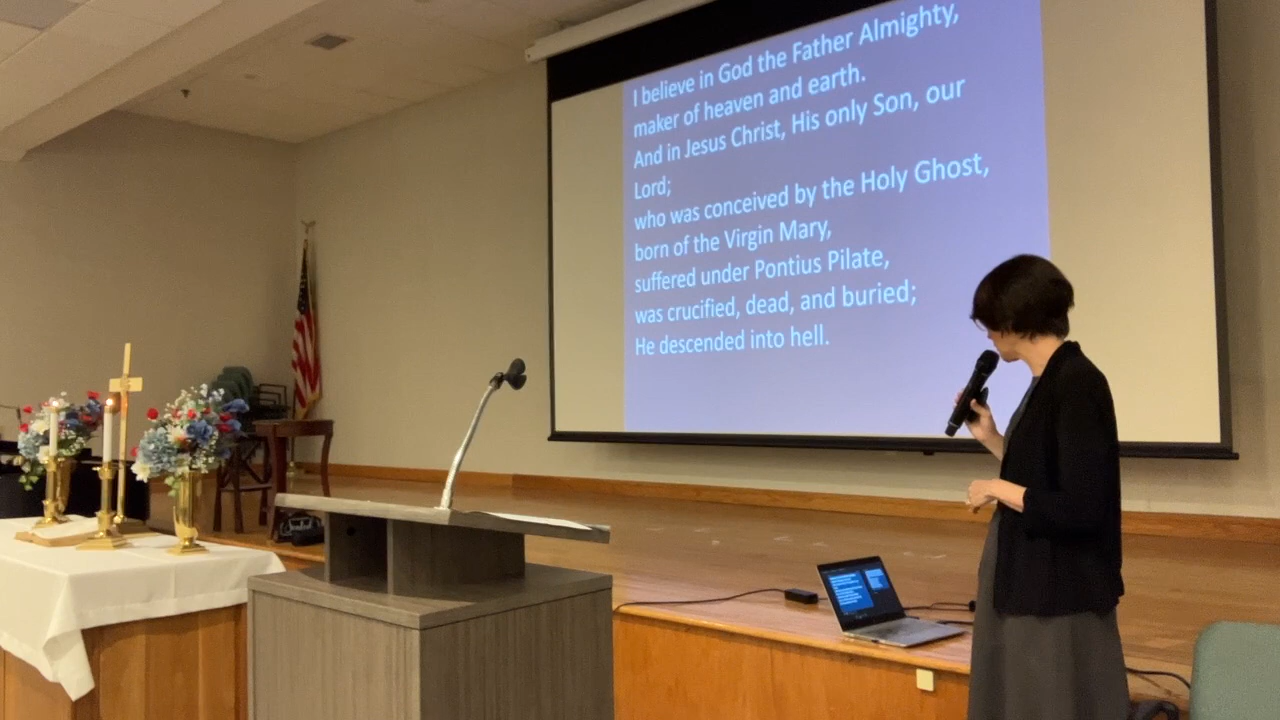 I believe in God the Father Almighty,
maker of heaven and earth.
And in Jesus Christ, His only Son, our
Lord;
who was conceived by the Holy Ghost,
born of the Virgin Mary,
suffered under Pontius Pilate,
was crucified, dead, and buried;
He descended into hell.